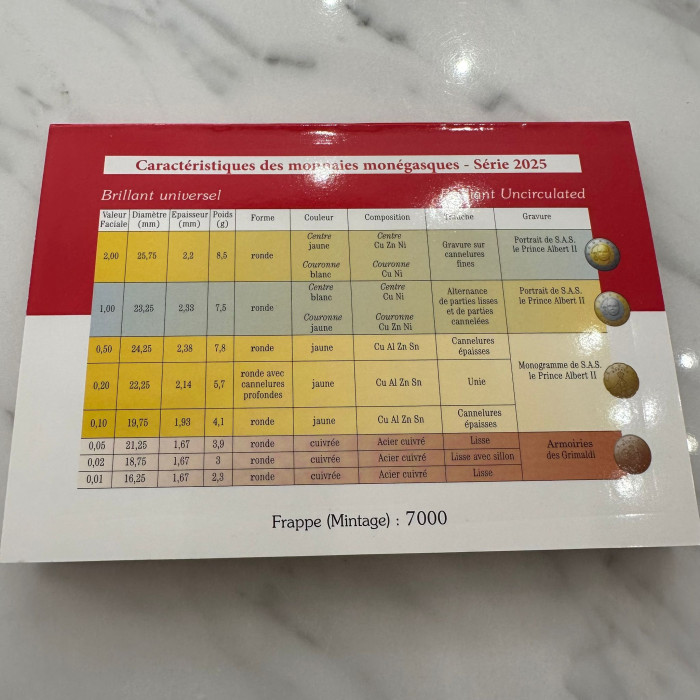 Caractéristiques des monnaies monégasques - Série 2025
Brillant universel
Brilliant Uncirculated
Valeur Faciale Diamètre (mm) Epaisseur (mm) Poids (g) Forme Couleur Composition Tranche Gravure
2,00 25,75 2,2 8,5 ronde Centre jaune Couronne blanc Centre Cu Zn Ni Couronne Cu Ni Gravure sur cannelures fines Portrait de S.A.S. le Prince Albert II
1,00 23,25 2,33 7,5 ronde Centre blanc Couronne jaune Centre Cu Ni Couronne Cu Zn Ni Alternance de parties lisses et de parties cannelées Portrait de S.A.S. le Prince Albert II
0,50 24,25 2,38 7,8 ronde jaune Cu Al Zn Sn Cannelures épaisses Monogramme de S.A.S. le Prince Albert II
0,20 22,25 2,14 5,7 ronde avec cannelures profondes jaune Cu Al Zn Sn Unie
0,10 19,75 1,93 4,1 ronde jaune Cu Al Zn Sn Cannelures épaisses
0,05 21,25 1,67 3,9 ronde cuivrée Acier cuivré Lisse Armoiries des Grimaldi
0,02 18,75 1,67 3 ronde cuivrée Acier cuivré Lisse avec sillon
0,01 16,25 1,67 2,3 ronde cuivrée Acier cuivré Lisse
Frappe (Mintage) : 7000